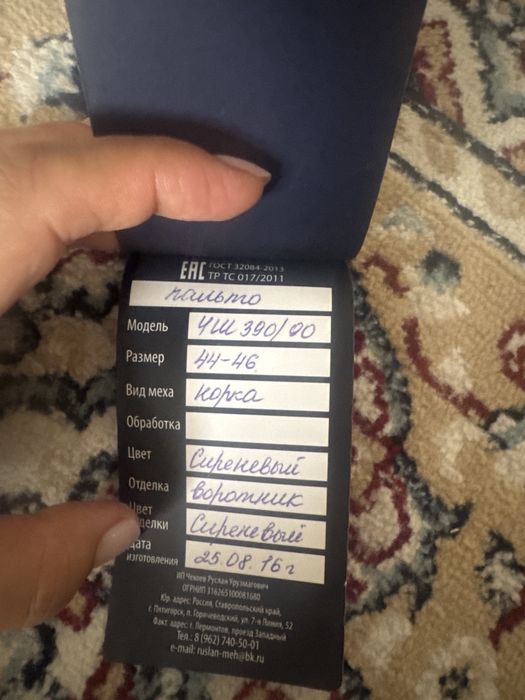 ЕАС ГОСТ 32084-2013
ТР ТС 017/2011
пальто
Модель ЧШ 390/00
Размер 44-46
Вид меха норка
Обработка
Цвет Сиреневый
Отделка воротник
Цвет отделки Сиреневый
Дата изготовления 25.08.16г
ИП Чехоев Руслан Урузмагович
ОГРНИП 316265100081680
Юр. адрес: Россия, Ставропольский край,
г. Пятигорск, п. Горячеводский, ул. 7-я Линия, 52
Факт адрес: г. Лермонтов, проезд Западный
Тел.: 8 (962) 740-50-01
e-mail: ruslan-meh@bk.ru